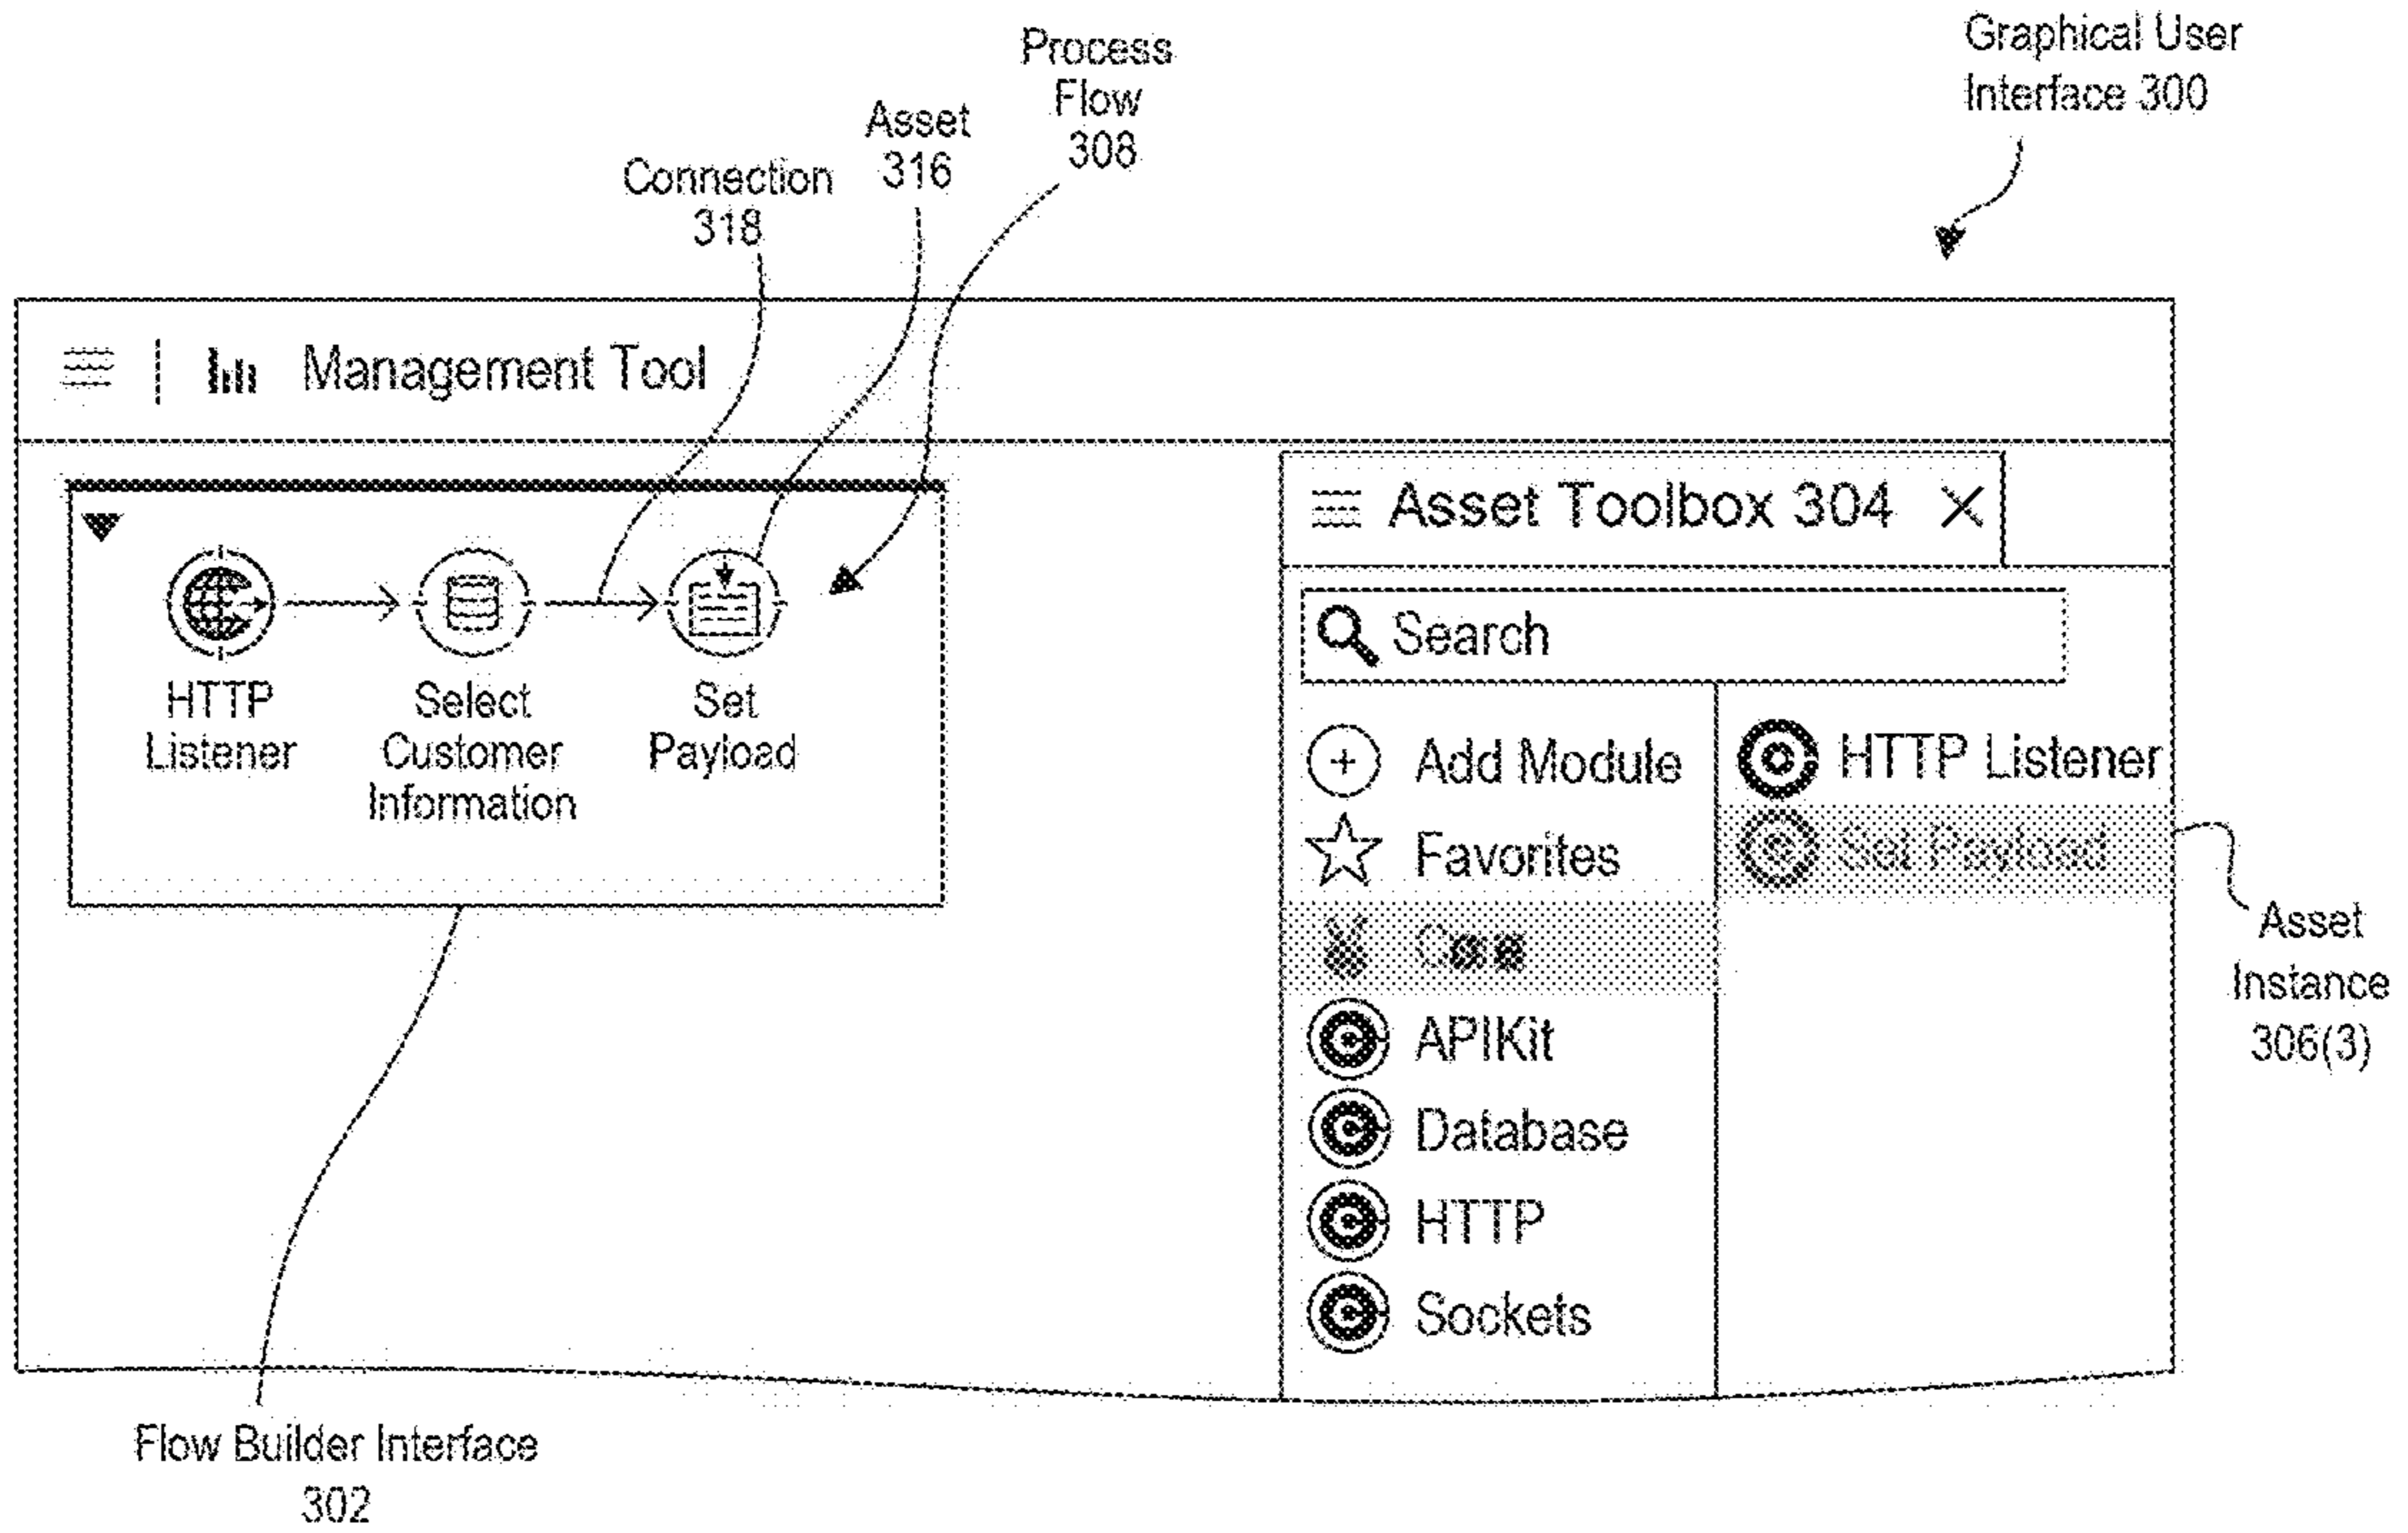 Graphical User
Interface 300
Process
Flow
308
Asset
316
Connection
318
Management Tool
HTTP
Listener
Select
Customer
Information
Set
Payload
Asset Toolbox 304
Search
Add Module
Favorites
Core
APIKit
Database
HTTP
Sockets
HTTP Listener
Set Payload
Asset
Instance
306(3)
Flow Builder Interface
302